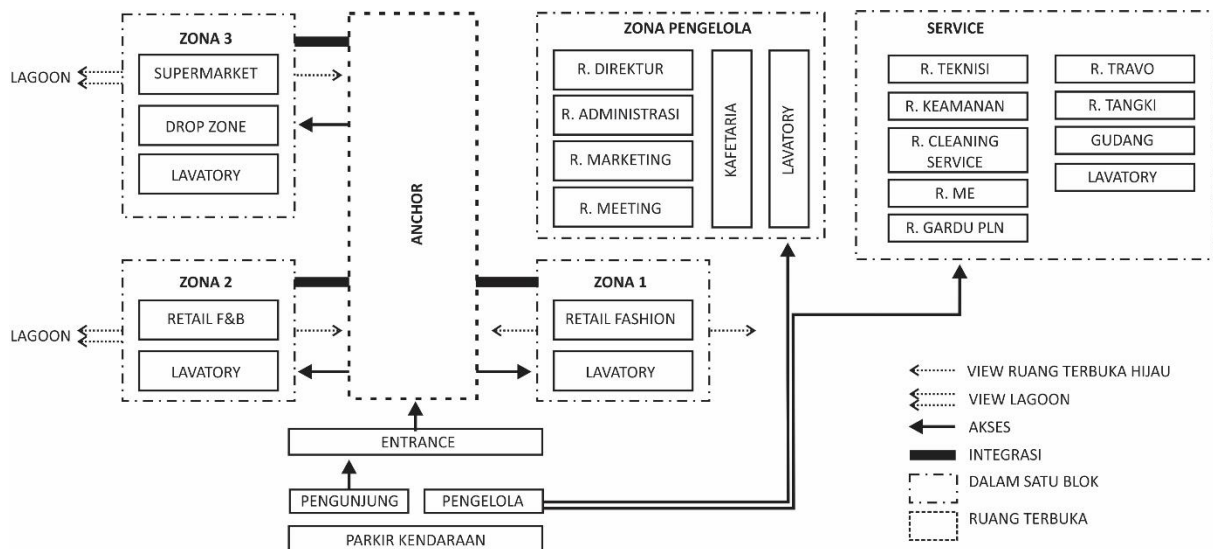 ZONA 3
SUPERMARKET
DROP ZONE
LAVATORY
LAGOON
ANCHOR
ZONA PENGELOLA
R. DIREKTUR
R. ADMINISTRASI
R. MARKETING
R. MEETING
KAFETARIA
LAVATORY
SERVICE
R. TEKNISI
R. KEAMANAN
R. CLEANING
SERVICE
R. ME
R. GARDU PLN
R. TRAVO
R. TANGKI
GUDANG
LAVATORY
ZONA 2
RETAIL F&B
LAVATORY
LAGOON
ZONA 1
RETAIL FASHION
LAVATORY
ENTRANCE
PENGUNJUNG
PENGELOLA
PARKIR KENDARAAN
VIEW RUANG TERBUKA HIJAU
VIEW LAGOON
AKSES
INTEGRASI
DALAM SATU BLOK
RUANG TERBUKA